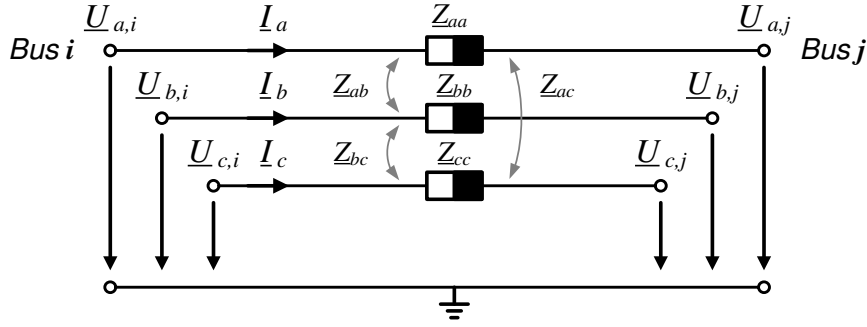 U a,i I a Z aa U a,j
Bus i Bus j
U b,i I b Z ab Z bb Z ac U b,j
U c,i I c Z bc Z cc U c,j